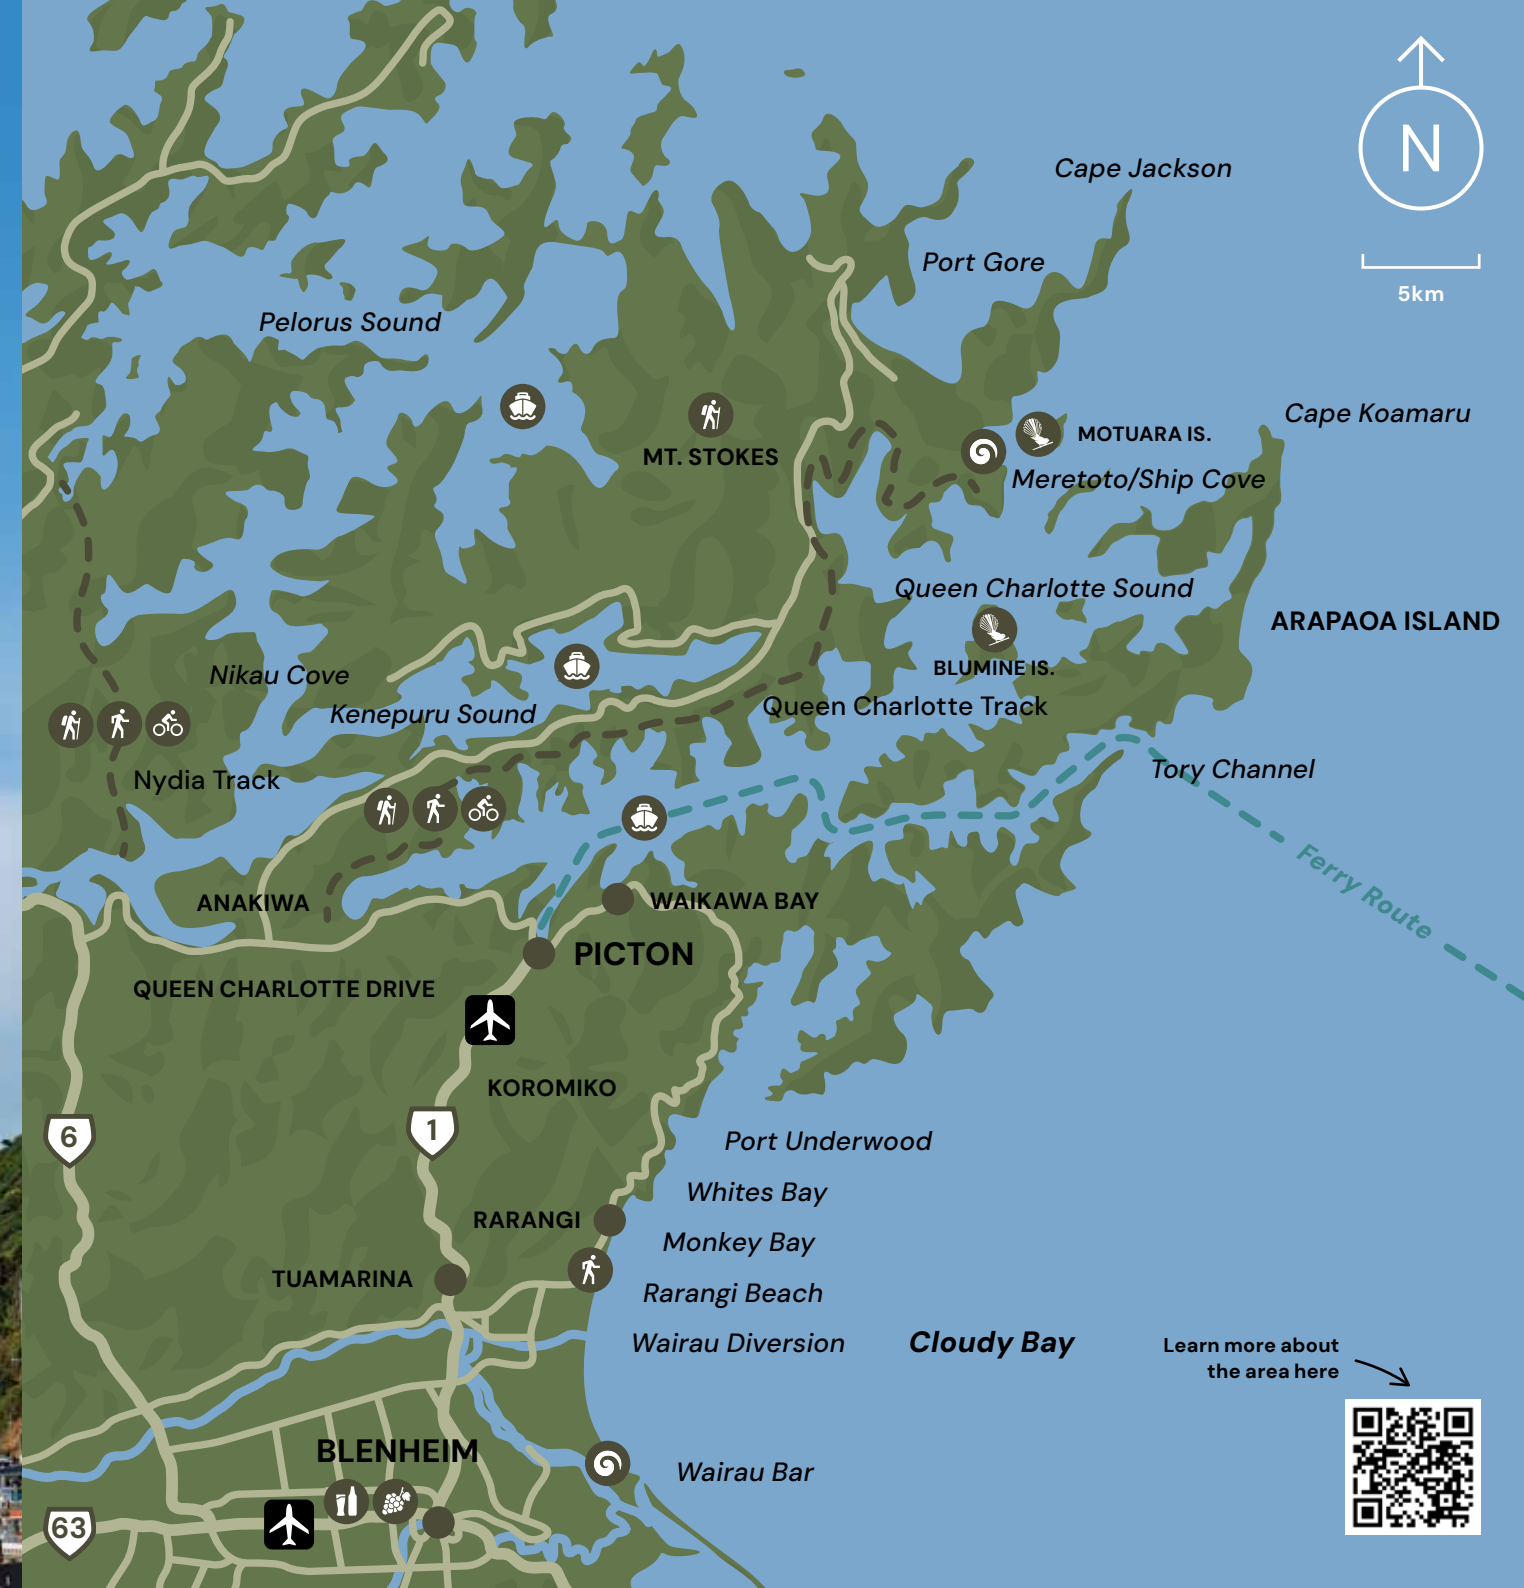 Cape Jackson
N
Port Gore
5km
Pelorus Sound
Cape Koamaru
MOTUARA IS.
MT. STOKES
Meretoto/Ship Cove
Queen Charlotte Sound
ARAPAOA ISLAND
BLUMINE IS.
Nikau Cove
Queen Charlotte Track
Kenepuru Sound
Tory Channel
Nydia Track
Ferry Route
ANAKIWA
WAIKAWA BAY
PICTON
QUEEN CHARLOTTE DRIVE
KOROMIKO
6
1
Port Underwood
Whites Bay
RARANGI
Monkey Bay
TUAMARINA
Rarangi Beach
Wairau Diversion
Cloudy Bay
Learn more about
the area here
BLENHEIM
Wairau Bar
63